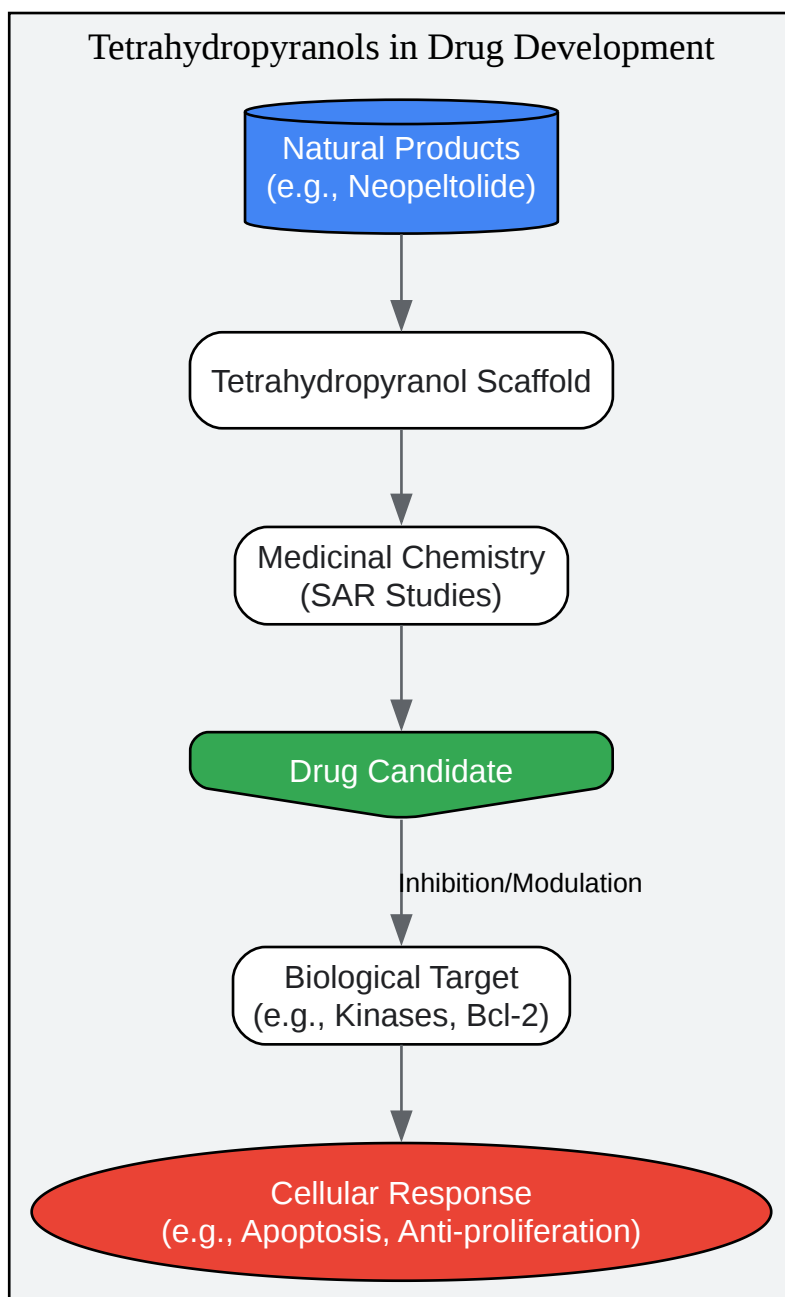 Tetrahydropyranols in Drug Development
Natural Products
(e.g., Neopeltolide)
Tetrahydropyranol Scaffold
Medicinal Chemistry
(SAR Studies)
Drug Candidate
Inhibition/Modulation
Biological Target
(e.g., Kinases, Bcl-2)
Cellular Response
(e.g., Apoptosis, Anti-proliferation)